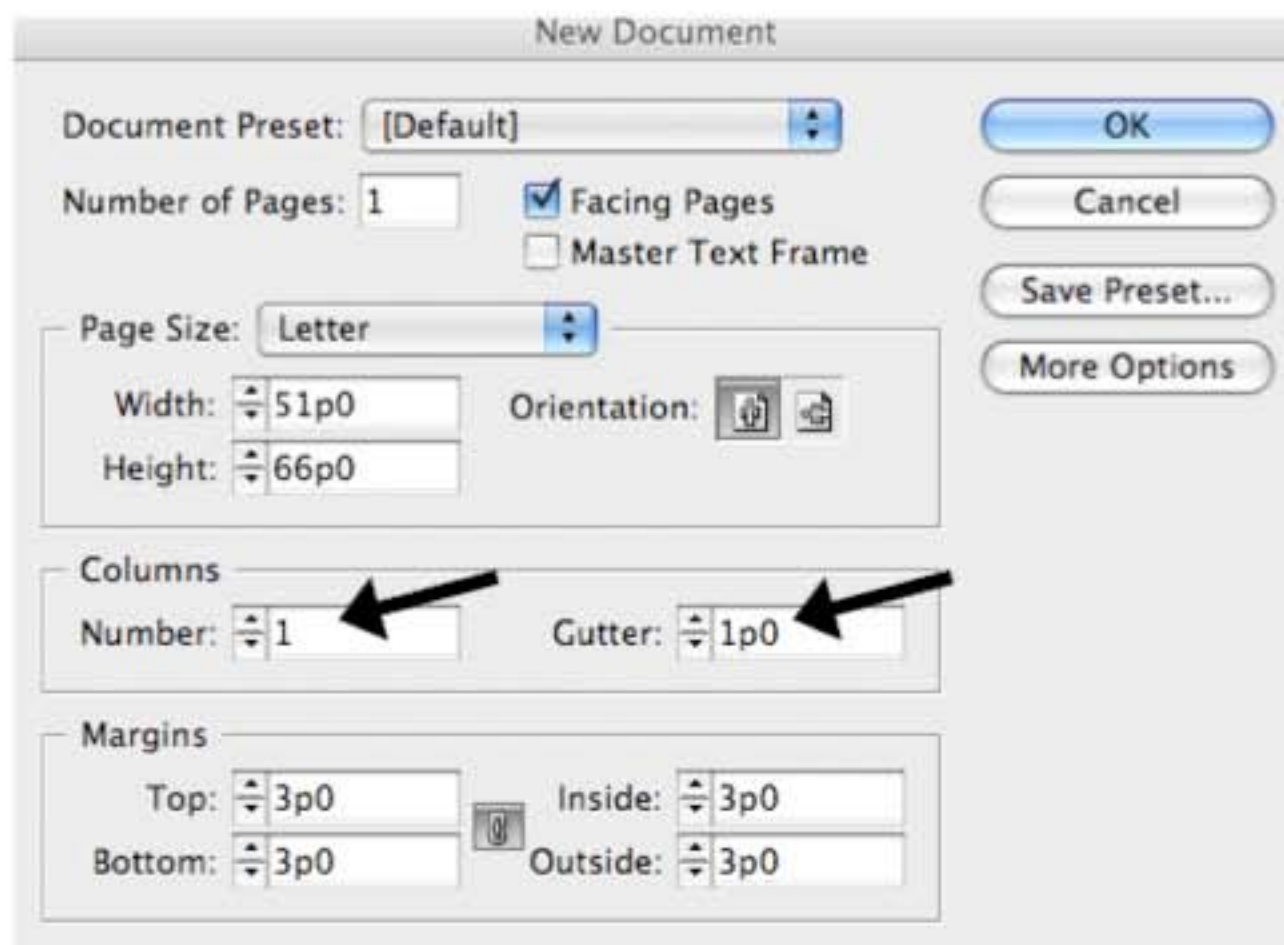 New Document
Document Preset: [Default]
OK
Number of Pages: 1
Facing Pages
Cancel
Master Text Frame
Save Preset...
Page Size: Letter
More Options
Width: 51p0
Orientation:
Height: 66p0
Columns
Number: 1
Gutter: 1p0
Margins
Top: 3p0
Inside: 3p0
Bottom: 3p0
Outside: 3p0